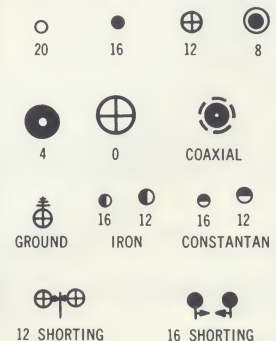 20 16 12 8
4 0 COAXIAL
16 12 16 12
GROUND IRON CONSTANTAN
12 SHORTING 16 SHORTING